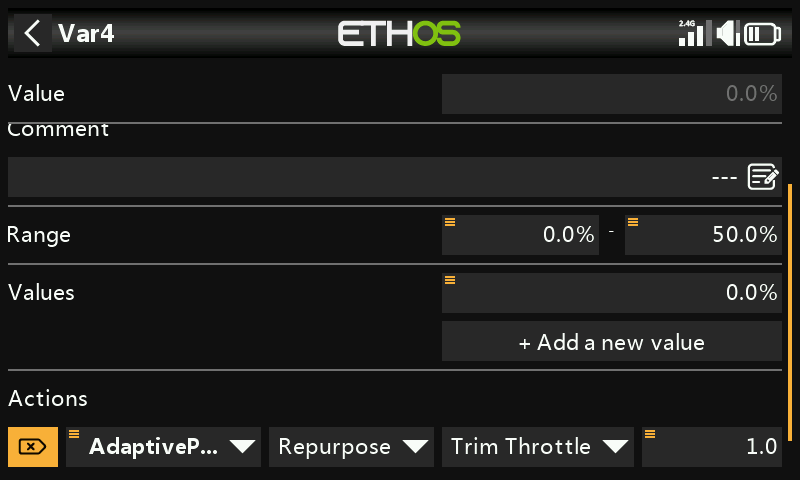 Var4 ETHOS 2.4G
Value 0.0%
Comment
---
Range 0.0% - 50.0%
Values 0.0%
+ Add a new value
Actions
AdaptiveP... Repurpose Trim Throttle 1.0